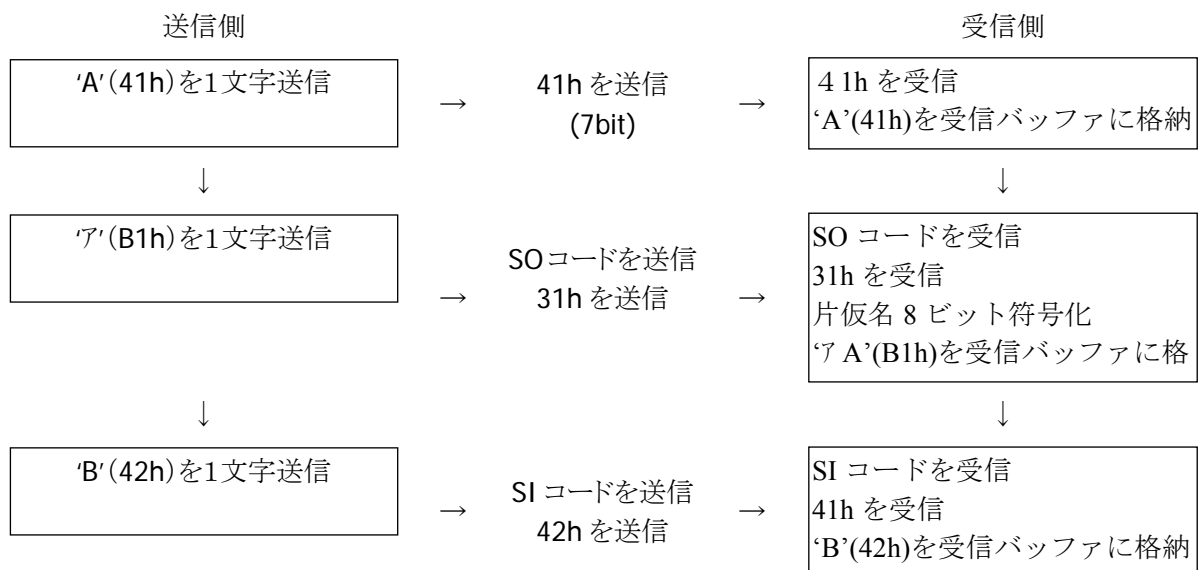 送信側
受信側
‘A’(41h)を1文字送信
→
41h を送信
(7bit)
→
４1h を受信
‘A’(41h)を受信バッファに格納
↓
↓
‘ｱ’(B1h)を1文字送信
→
SOコードを送信
31h を送信
→
SO コードを受信
31h を受信
片仮名 8 ビット符号化
‘ｱ A’(B1h)を受信バッファに格
↓
↓
‘B’(42h)を1文字送信
→
SI コードを送信
42h を送信
→
SI コードを受信
41h を受信
‘B’(42h)を受信バッファに格納